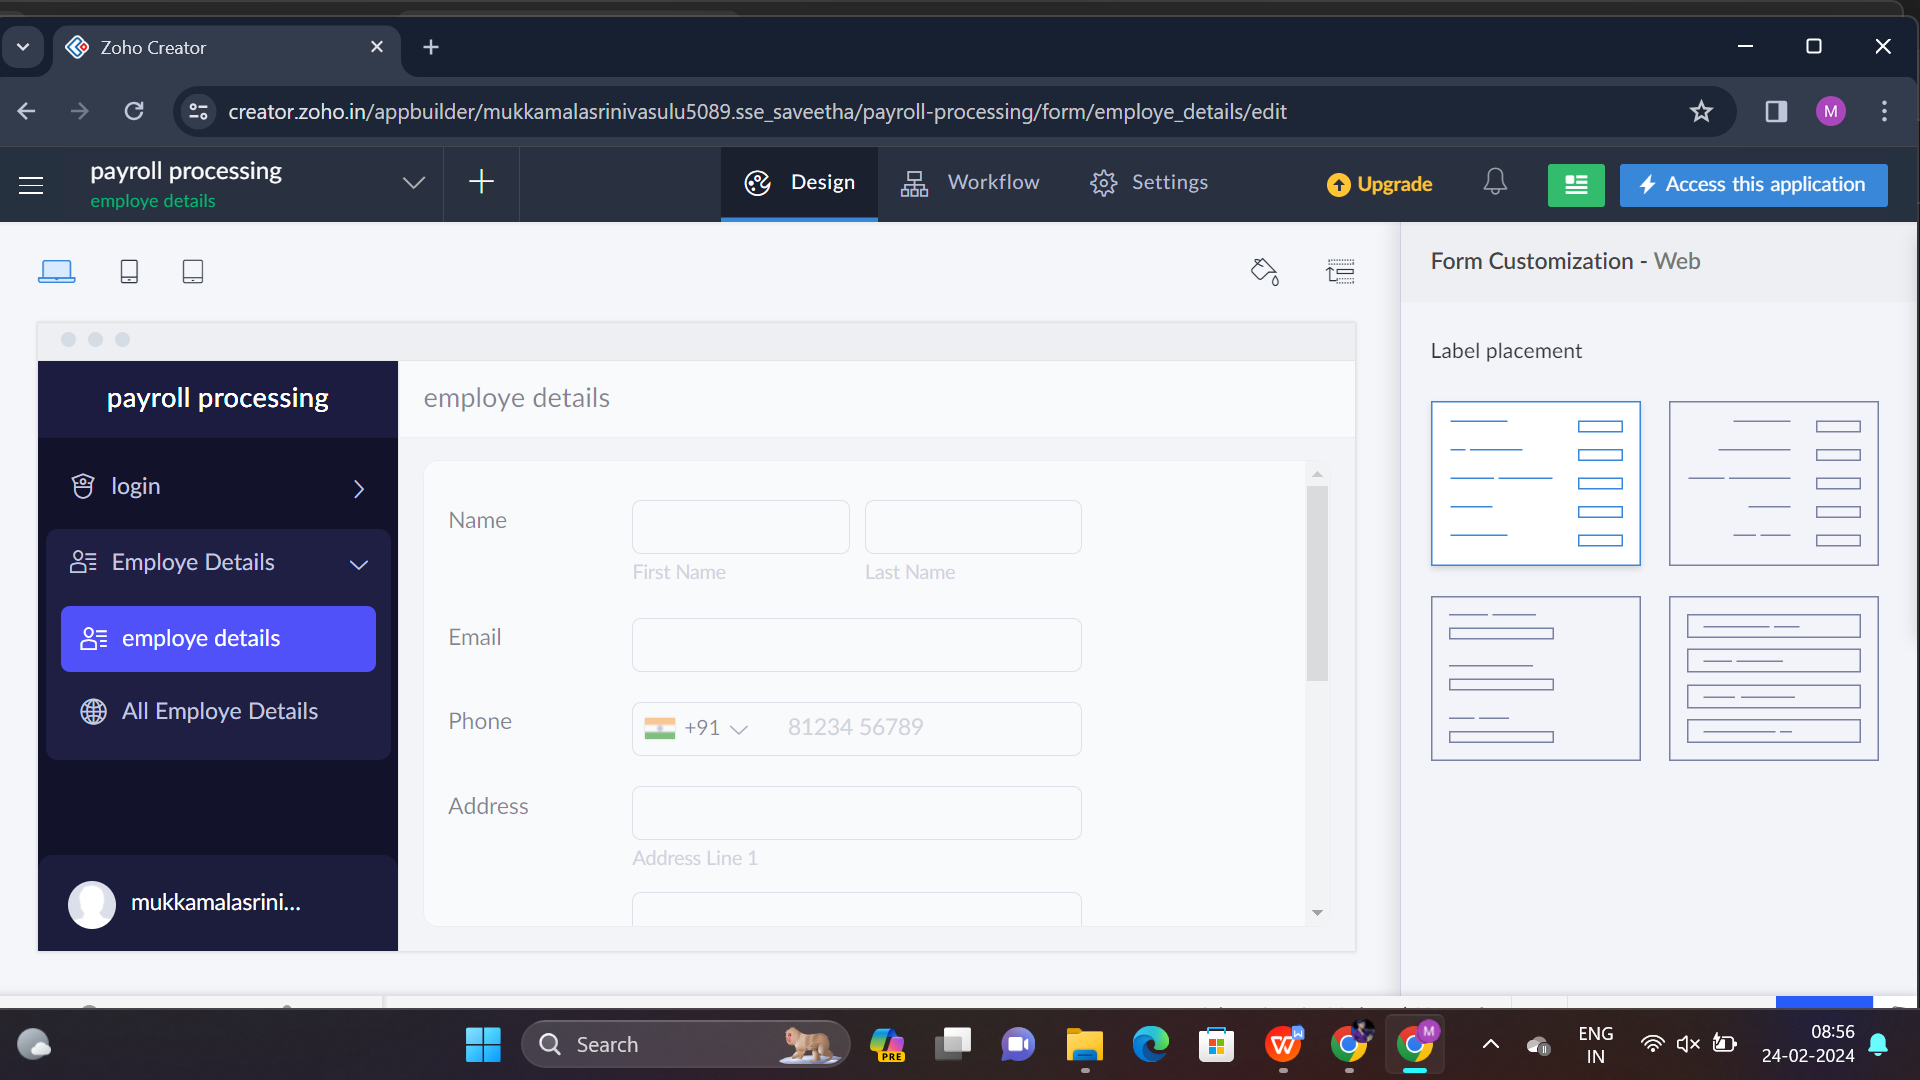 Zoho Creator
creator.zoho.in/appbuilder/mukkamalasrinivasulu5089.sse_saveetha/payroll-processing/form/employe_details/edit
M
payroll processing
employe details
Design
Workflow
Settings
Upgrade
Access this application
Form Customization - Web
Label placement
payroll processing
employe details
login
Employe Details
employe details
All Employe Details
mukkamalasrini...
Name
First Name
Last Name
Email
Phone
+91
81234 56789
Address
Address Line 1
Search
PRE
M
ENG
IN
08:56
24-02-2024